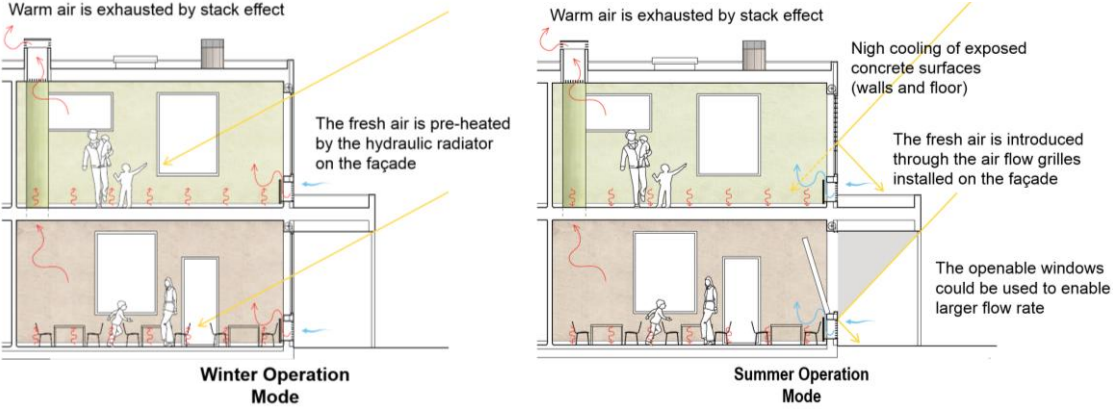 Warm air is exhausted by stack effect
The fresh air is pre-heated
by the hydraulic radiator
on the façade
Winter Operation
Mode
Warm air is exhausted by stack effect
Nigh cooling of exposed
concrete surfaces
(walls and floor)
The fresh air is introduced
through the air flow grilles
installed on the façade
The openable windows
could be used to enable
larger flow rate
Summer Operation
Mode